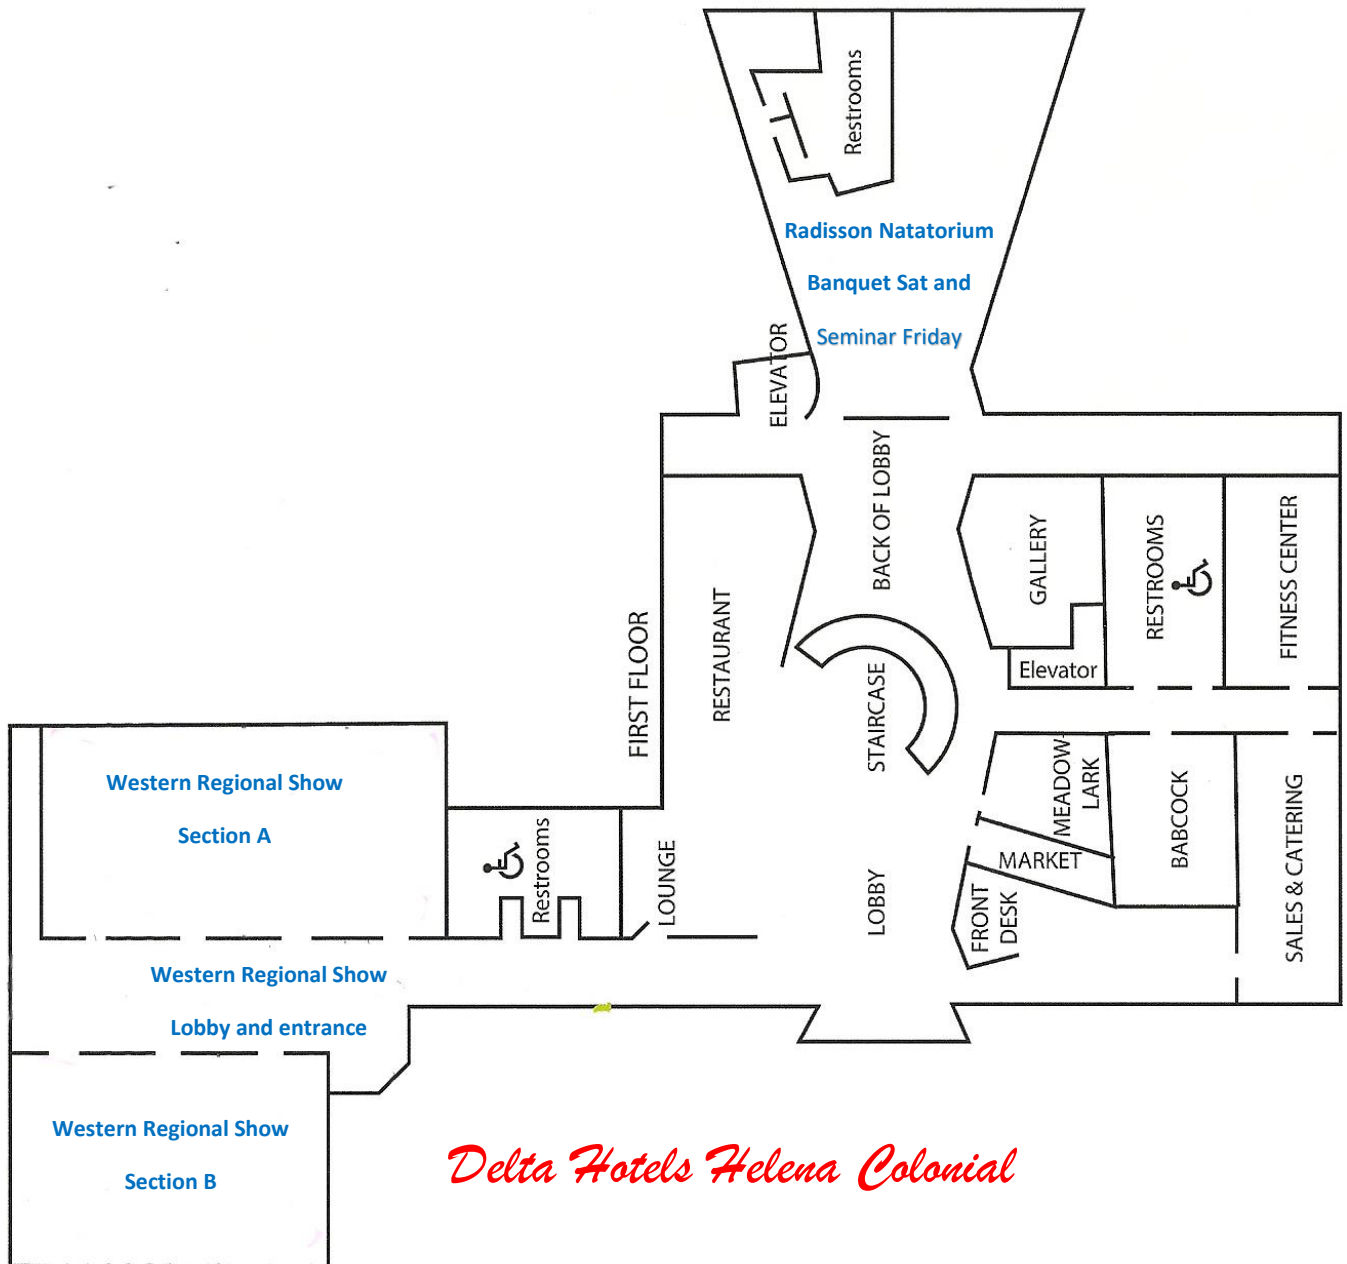 Restrooms
Radisson Natatorium
Banquet Sat and
Seminar Friday
ELEVATOR
BACK OF LOBBY
GALLERY
RESTROOMS
FITNESS CENTER
FIRST FLOOR
RESTAURANT
STAIRCASE
Elevator
Western Regional Show
Section A
Restrooms
LOUNGE
LOBBY
MEADOW-
LARK
MARKET
BABCOCK
FRONT
DESK
SALES & CATERING
Western Regional Show
Lobby and entrance
Western Regional Show
Section B
Delta Hotels Helena Colonial